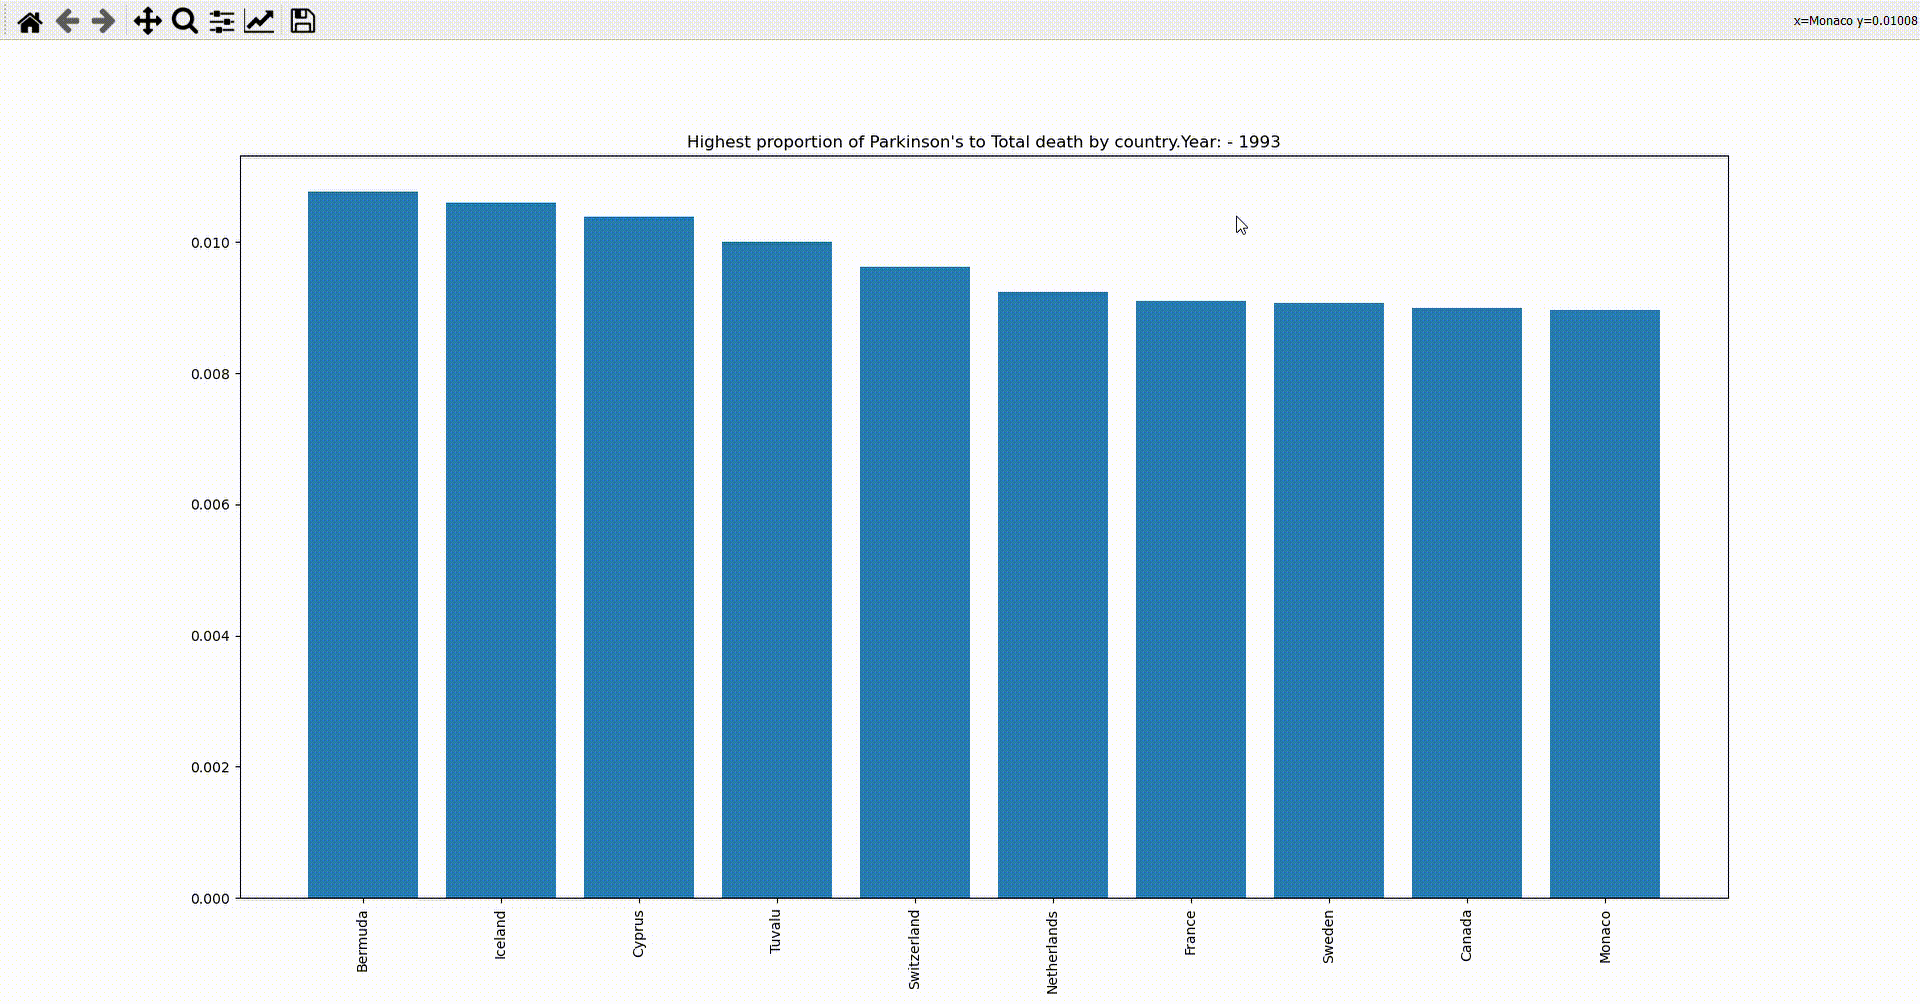 x=Monaco y=0.01008
Highest proportion of Parkinson's to Total death by country.Year: - 1993
0.010
0.008
0.006
0.004
0.002
0.000
Bermuda
Iceland
Cyprus
Tuvalu
Switzerland
Netherlands
France
Sweden
Canada
Monaco